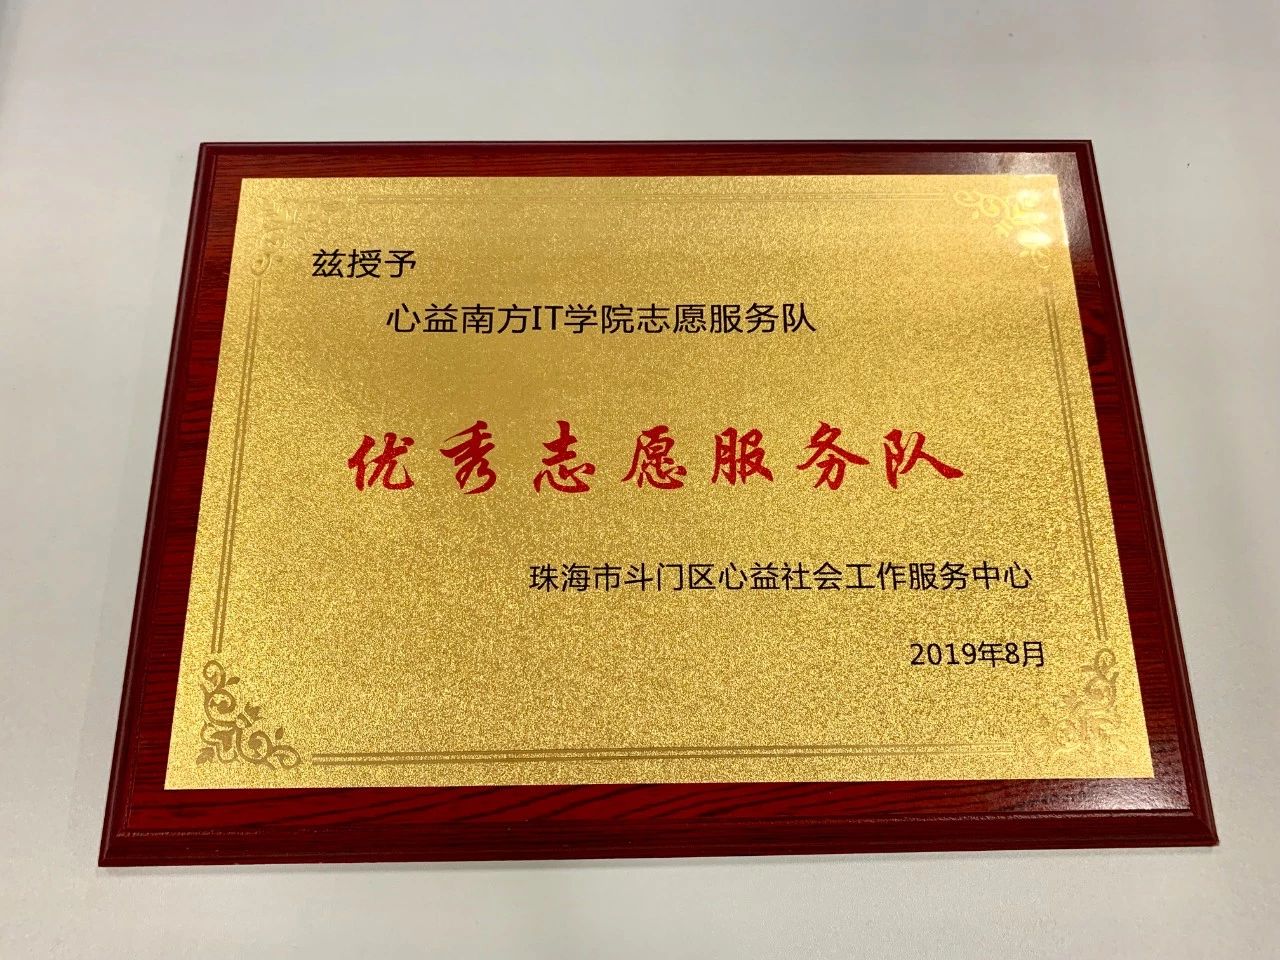 兹授予
心益南方IT学院志愿服务队
优秀志愿服务队
珠海市斗门区心益社会工作服务中心
2019年8月